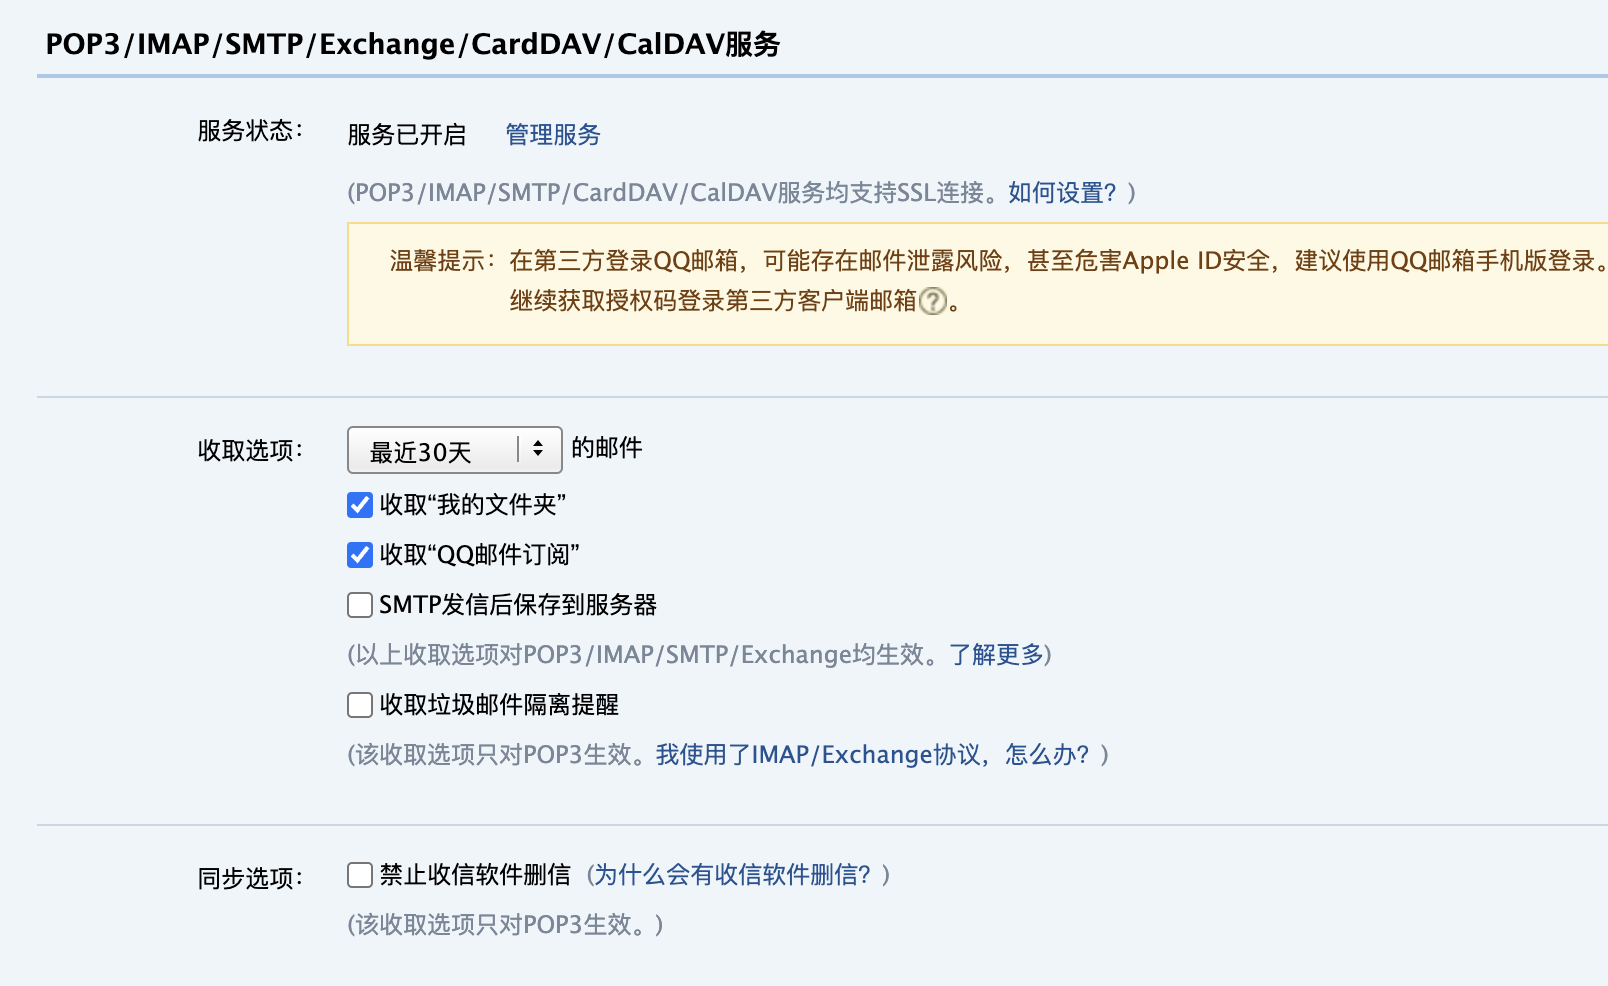 POP3/IMAP/SMTP/Exchange/CardDAV/CalDAV服务
服务状态： 服务已开启 管理服务
(POP3/IMAP/SMTP/CardDAV/CalDAV服务均支持SSL连接。如何设置？)
温馨提示：在第三方登录QQ邮箱，可能存在邮件泄露风险，甚至危害Apple ID安全，建议使用QQ邮箱手机版登录。
继续获取授权码登录第三方客户端邮箱?。
收取选项： 最近30天 的邮件
收取“我的文件夹”
收取“QQ邮件订阅”
SMTP发信后保存到服务器
(以上收取选项对POP3/IMAP/SMTP/Exchange均生效。了解更多)
收取垃圾邮件隔离提醒
(该收取选项只对POP3生效。我使用了IMAP/Exchange协议，怎么办？)
同步选项： 禁止收信软件删信 (为什么会有收信软件删信？)
(该收取选项只对POP3生效。)